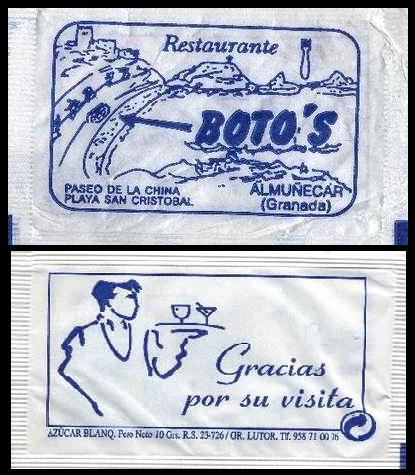 Restaurante
BOTO'S
PASEO DE LA CHINA
PLAYA SAN CRISTOBAL
ALMUÑECAR
(Granada)
Gracias
por su visita
AZÚCAR BLANQ. Peso Neto 10 Grs. R.S. 23-726/GR. LUTOR. Tf. 958 71 00 76